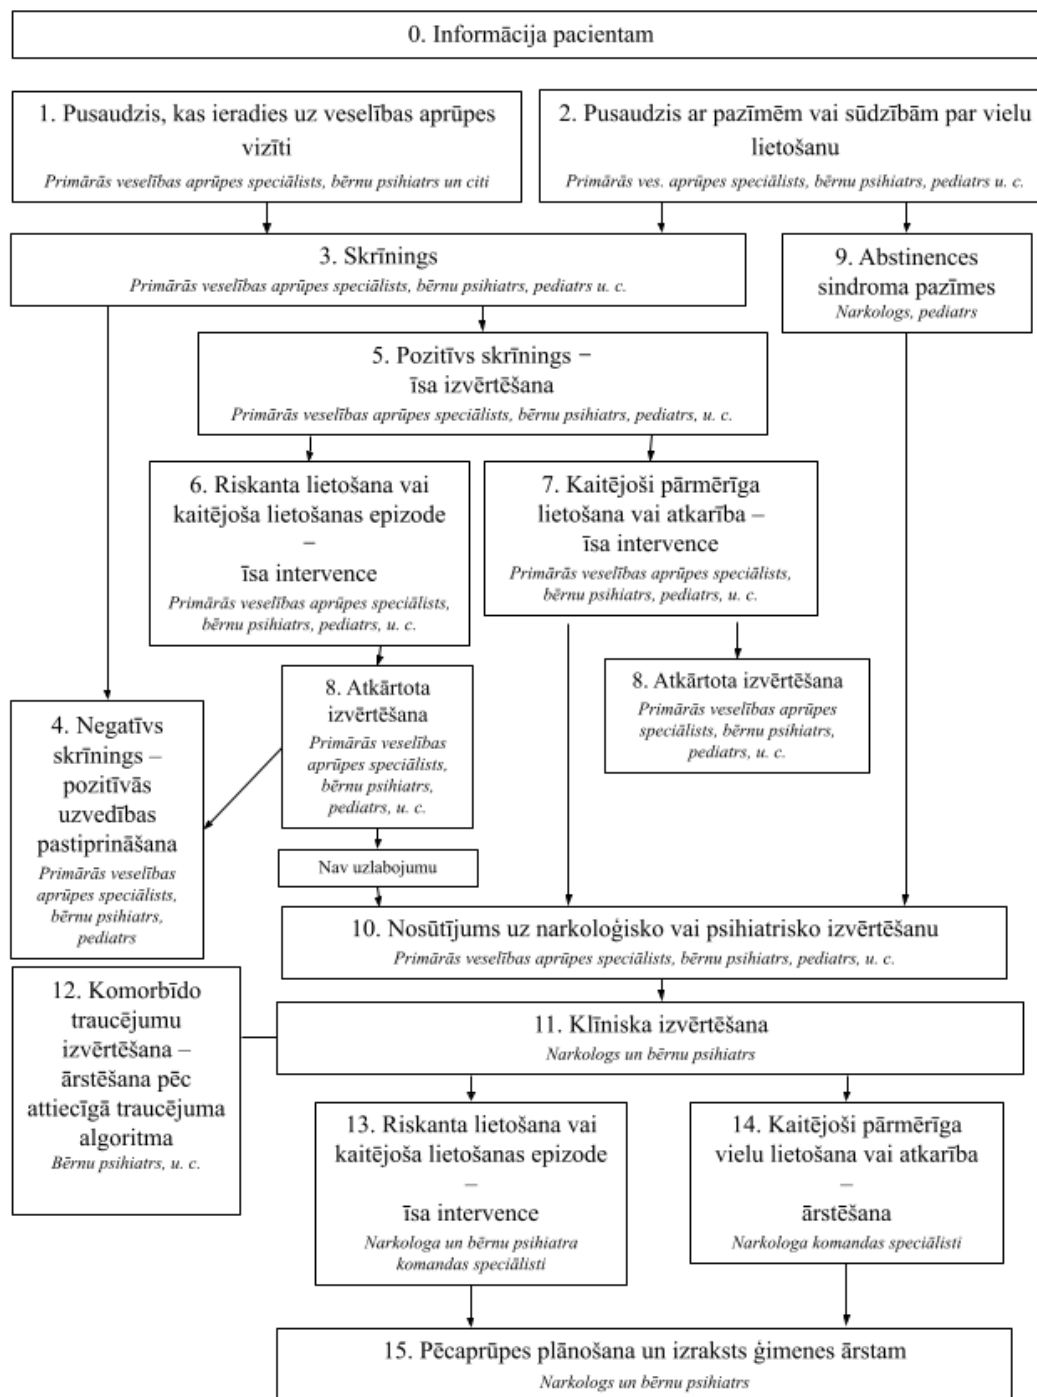 0. Informācija pacientam
1. Pusaudzis, kas ieradies uz veselības aprūpes
vizīti
Primārās veselības aprūpes speciālists, bērnu psihiatrs un citi
2. Pusaudzis ar pazīmēm vai sūdzībām par vielu
lietošanu
Primārās ves. aprūpes speciālists, bērnu psihiatrs, pediatrs u. c.
3. Skrīnings
Primārās veselības aprūpes speciālists, bērnu psihiatrs, pediatrs u. c.
9. Abstinences
sindroma pazīmes
Narkologs, pediatrs
5. Pozitīvs skrīnings −
īsa izvērtēšana
Primārās veselības aprūpes speciālists, bērnu psihiatrs, pediatrs, u. c.
6. Riskanta lietošana vai
kaitējoša lietošanas epizode
–
īsa intervence
Primārās veselības aprūpes speciālists,
bērnu psihiatrs, pediatrs, u. c.
7. Kaitējoši pārmērīga
lietošana vai atkarība –
īsa intervence
Primārās veselības aprūpes speciālists,
bērnu psihiatrs, pediatrs, u. c.
8. Atkārtota
izvērtēšana
Primārās veselības
aprūpes speciālists,
bērnu psihiatrs,
pediatrs, u. c.
8. Atkārtota izvērtēšana
Primārās veselības aprūpes
speciālists, bērnu psihiatrs,
pediatrs, u. c.
4. Negatīvs
skrīnings –
pozitīvās
uzvedības
pastiprināšana
Primārās veselības
aprūpes speciālists,
bērnu psihiatrs,
pediatrs
Nav uzlabojumu
10. Nosūtījums uz narkoloģisko vai psihiatrisko izvērtēšanu
Primārās veselības aprūpes speciālists, bērnu psihiatrs, pediatrs, u. c.
12. Komorbīdo
traucējumu
izvērtēšana –
ārstēšana pēc
attiecīgā traucējuma
algoritma
Bērnu psihiatrs, u. c.
11. Klīniska izvērtēšana
Narkologs un bērnu psihiatrs
13. Riskanta lietošana vai
kaitējoša lietošanas epizode
–
īsa intervence
Narkologa un bērnu psihiatra
komandas speciālisti
14. Kaitējoši pārmērīga
vielu lietošana vai atkarība
–
ārstēšana
Narkologa komandas speciālisti
15. Pēcaprūpes plānošana un izraksts ģimenes ārstam
Narkologs un bērnu psihiatrs